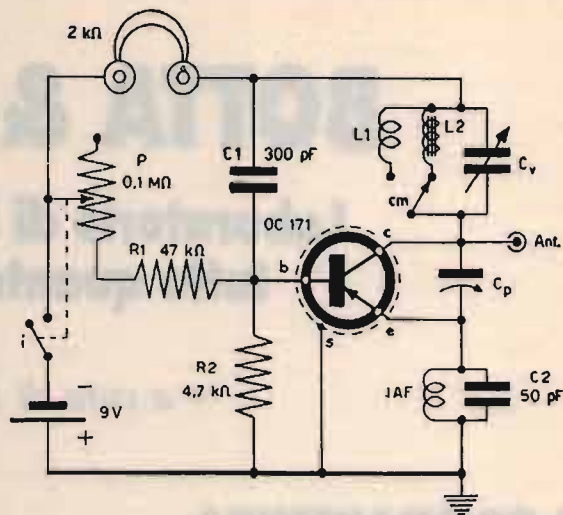 2 kΩ
P
0,1 MΩ
C1 300 pF
L1
L2
Cv
cm
OC 171
c
Ant.
R1 47 kΩ
b
Cp
s
e
i
R2
4,7 kΩ
JAF
C2
50 pF
−
9V
+